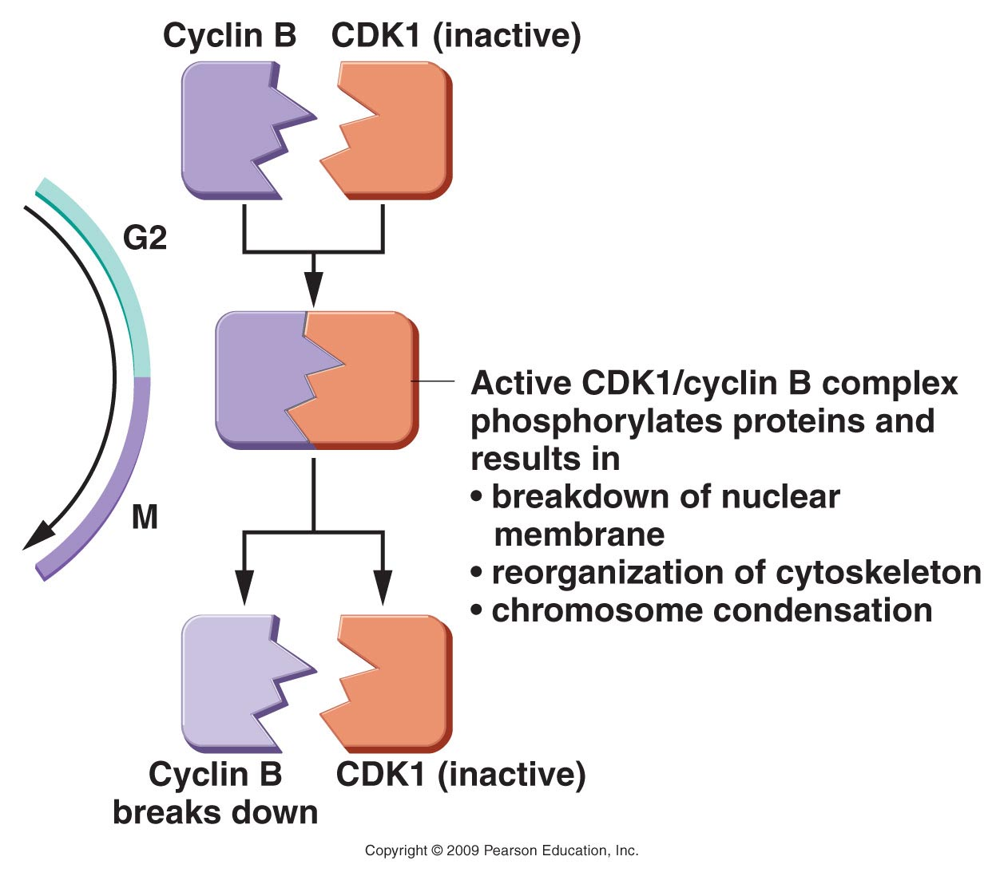 Cyclin B
CDK1 (inactive)
G2
Active CDK1/cyclin B complex
phosphorylates proteins and
results in
• breakdown of nuclear
membrane
• reorganization of cytoskeleton
• chromosome condensation
M
Cyclin B
breaks down
CDK1 (inactive)
Copyright © 2009 Pearson Education, Inc.